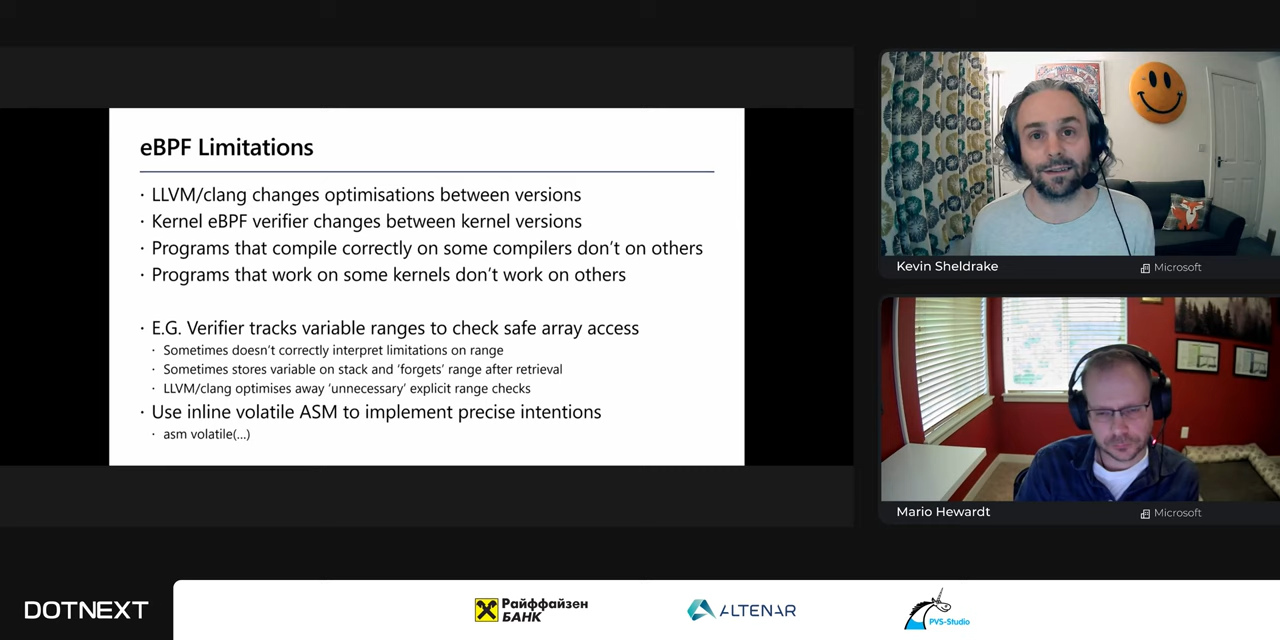 eBPF Limitations
· LLVM/clang changes optimisations between versions
· Kernel eBPF verifier changes between kernel versions
· Programs that compile correctly on some compilers don't on others
· Programs that work on some kernels don't work on others
· E.G. Verifier tracks variable ranges to check safe array access
· Sometimes doesn't correctly interpret limitations on range
· Sometimes stores variable on stack and 'forgets' range after retrieval
· LLVM/clang optimises away 'unnecessary' explicit range checks
· Use inline volatile ASM to implement precise intentions
· asm volatile(...)
Kevin Sheldrake
Microsoft
Mario Hewardt
Microsoft
DOTNEXT
Райффайзен
БАНК
ALTENAR
PVS-Studio